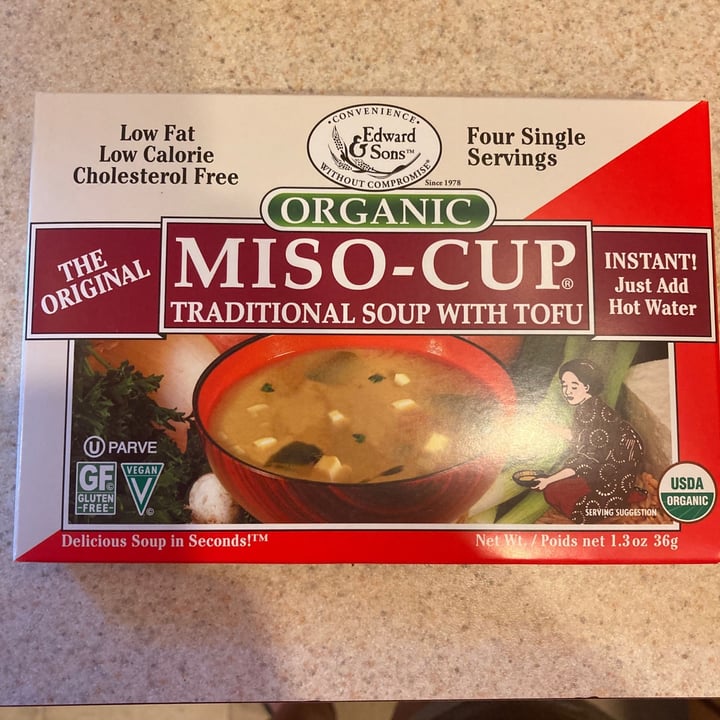 Low Fat
Low Calorie
Cholesterol Free
·CONVENIENCE·
Edward
& Sons™
WITHOUT COMPROMISE®
Since 1978
Four Single
Servings
ORGANIC
THE
ORIGINAL
MISO-CUP®
TRADITIONAL SOUP WITH TOFU
INSTANT!
Just Add
Hot Water
U PARVE
GF
GLUTEN
-FREE-
VEGAN
V
USDA
ORGANIC
SERVING SUGGESTION
Delicious Soup in Seconds!™
Net Wt. / Poids net 1.3 oz 36g